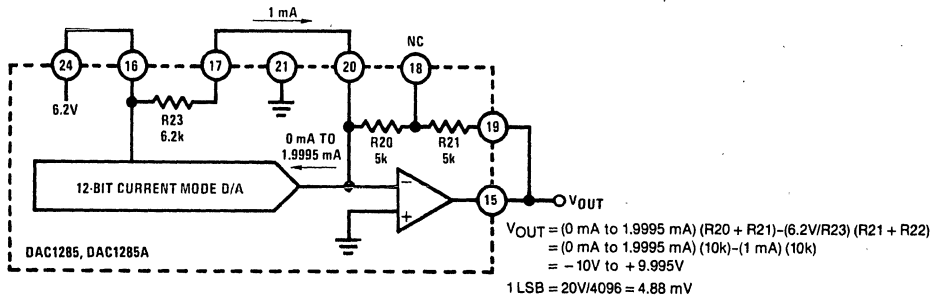 1 mA
NC
24
16
17
21
20
18
6.2V
R23
6.2k
0 mA TO
1.9995 mA
R20
5k
R21
5k
19
12-BIT CURRENT MODE D/A
−
+
15
VOUT
DAC1285, DAC1285A
VOUT = (0 mA to 1.9995 mA) (R20 + R21)-(6.2V/R23) (R21 + R22)
= (0 mA to 1.9995 mA) (10k)-(1 mA) (10k)
= −10V to +9.995V
1 LSB = 20V/4096 = 4.88 mV